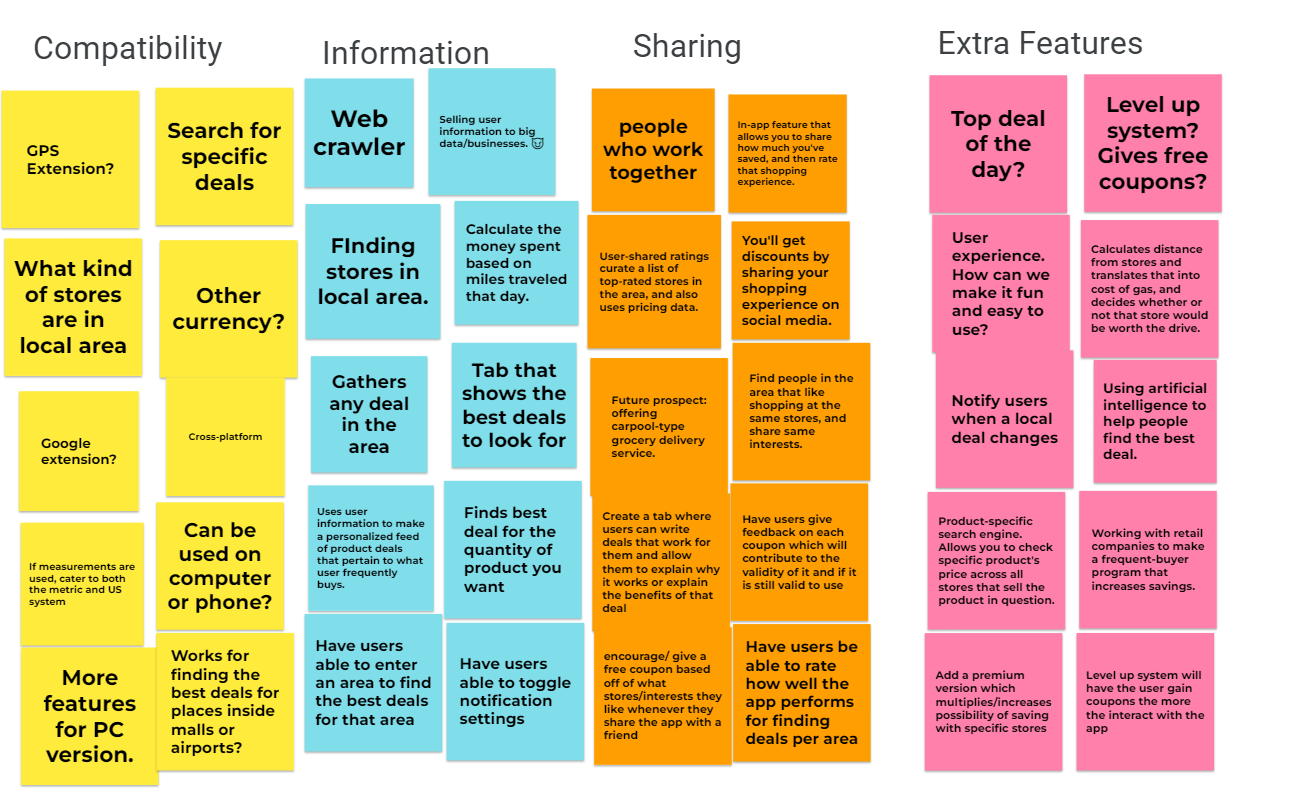 Compatibility
GPS
Extension?
Search for
specific
deals
What kind
of stores
are in
local area
Other
currency?
Google
extension?
Cross-platform
If measurements are
used, cater to both
the metric and US
system
Can be
used on
computer
or phone?
More
features
for PC
version.
Works for
finding the
best deals for
places inside
malls or
airports?
Information
Web
crawler
Selling user
information to big
data/businesses. 😈
FInding
stores in
local area.
Calculate the
money spent
based on
miles traveled
that day.
Gathers
any deal
in the
area
Tab that
shows the
best deals
to look for
Uses user
information to make
a personalized feed
of product deals
that pertain to what
user frequently
buys.
Finds best
deal for the
quantity of
product you
want
Have users
able to enter
an area to find
the best deals
for that area
Have users
able to toggle
notification
settings
Sharing
people
who work
together
In-app feature that
allows you to share
how much you've
saved, and then rate
that shopping
experience.
User-shared ratings
curate a list of
top-rated stores in
the area, and also
uses pricing data.
You'll get
discounts by
sharing your
shopping
experience on
social media.
Future prospect:
offering
carpool-type
grocery delivery
service.
Find people in the
area that like
shopping at the
same stores, and
share same
interests.
Create a tab where
users can write
deals that work for
them and allow
them to explain why
it works or explain
the benefits of that
deal
Have users give
feedback on each
coupon which will
contribute to the
validity of it and if it
is still valid to use
encourage/ give a
free coupon based
off of what
stores/interests they
like whenever they
share the app with a
friend
Have users be
able to rate
how well the
app performs
for finding
deals per area
Extra Features
Top deal
of the
day?
Level up
system?
Gives free
coupons?
User
experience.
How can we
make it fun
and easy to
use?
Calculates distance
from stores and
translates that into
cost of gas, and
decides whether or
not that store would
be worth the drive.
Notify users
when a local
deal changes
Using artificial
intelligence to
help people
find the best
deal.
Product-specific
search engine.
Allows you to check
specific product's
price across all
stores that sell the
product in question.
Working with retail
companies to make
a frequent-buyer
program that
increases savings.
Add a premium
version which
multiplies/increases
possibility of saving
with specific stores
Level up system will
have the user gain
coupons the more
the interact with the
app